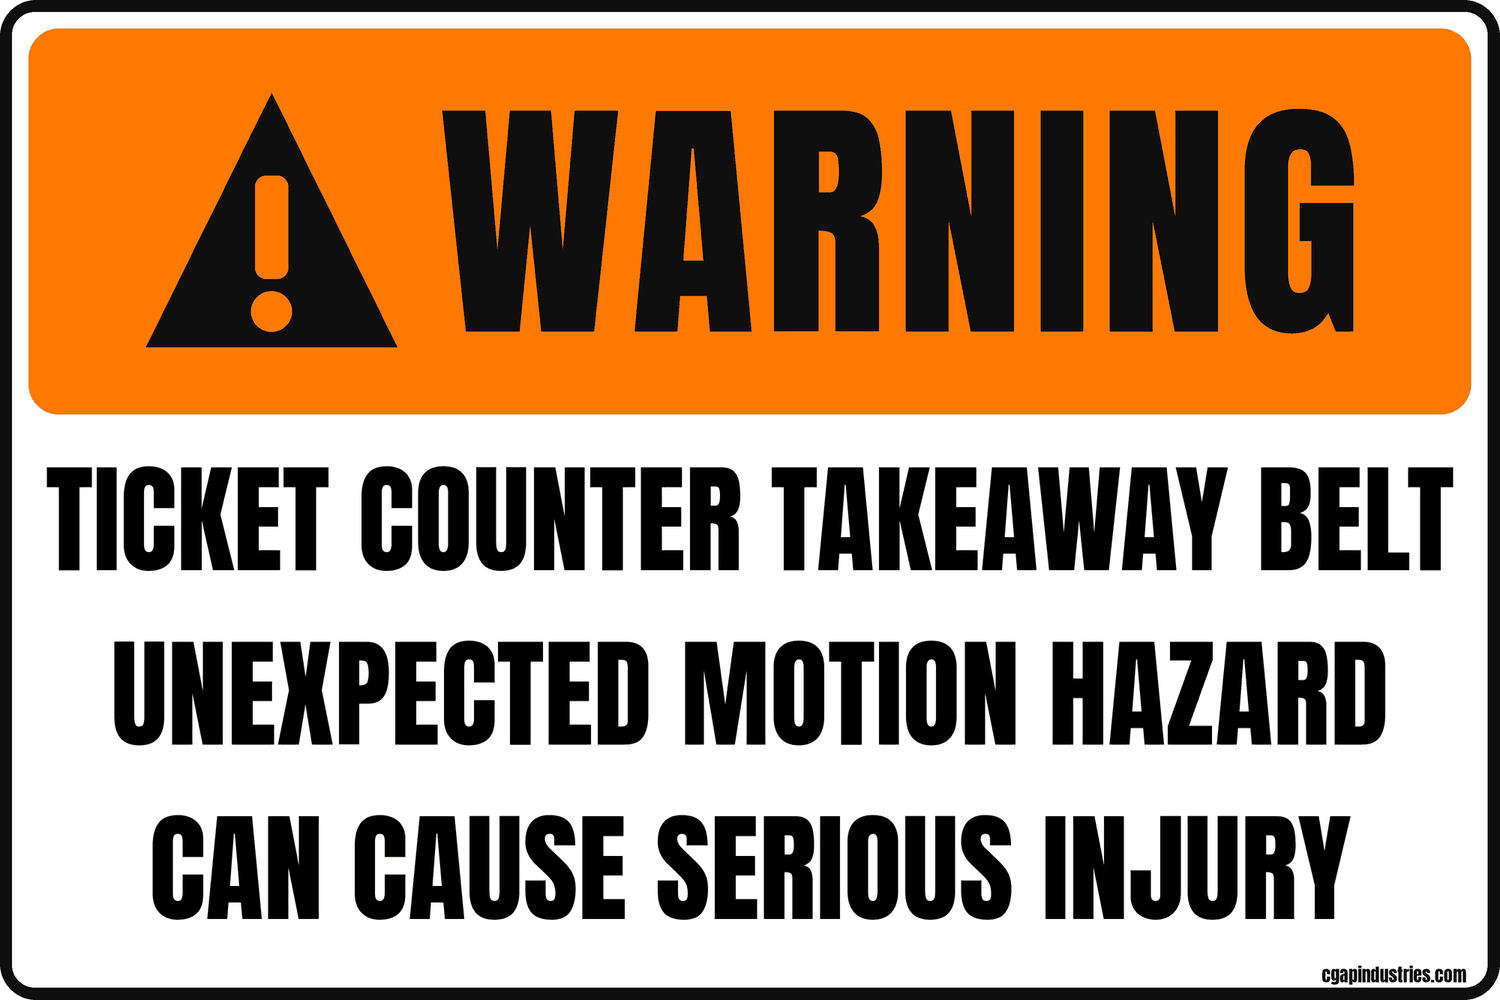 WARNING
TICKET COUNTER TAKEAWAY BELT
UNEXPECTED MOTION HAZARD
CAN CAUSE SERIOUS INJURY
cgapindustries.com